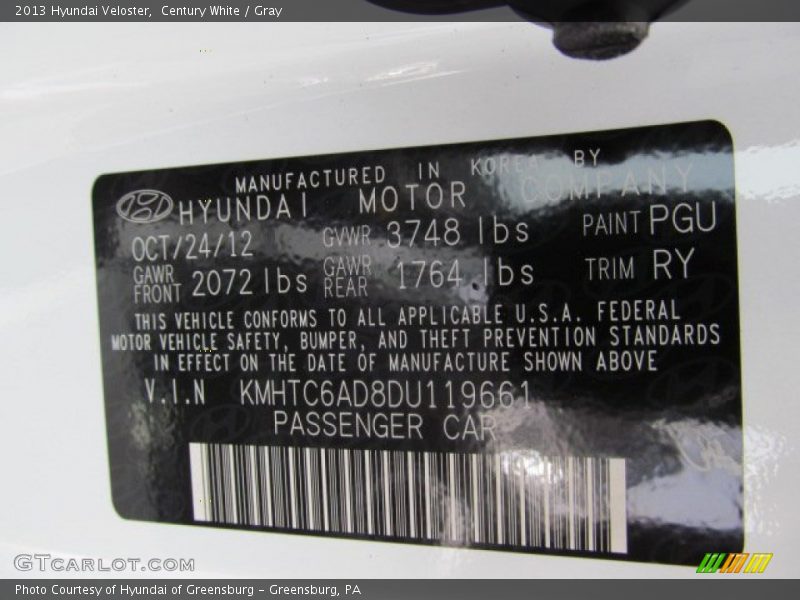 2013 Hyundai Veloster,  Century White / Gray
MANUFACTURED IN KOREA BY
HYUNDAI MOTOR COMPANY
OCT/24/12 GVWR 3748 lbs PAINT PGU
GAWR FRONT 2072 lbs GAWR REAR 1764 lbs TRIM RY
THIS VEHICLE CONFORMS TO ALL APPLICABLE U.S.A. FEDERAL
MOTOR VEHICLE SAFETY, BUMPER, AND THEFT PREVENTION STANDARDS
IN EFFECT ON THE DATE OF MANUFACTURE SHOWN ABOVE
V.I.N KMHTC6AD8DU119661
PASSENGER CAR
GTCARLOT.COM
Photo Courtesy of Hyundai of Greensburg – Greensburg, PA